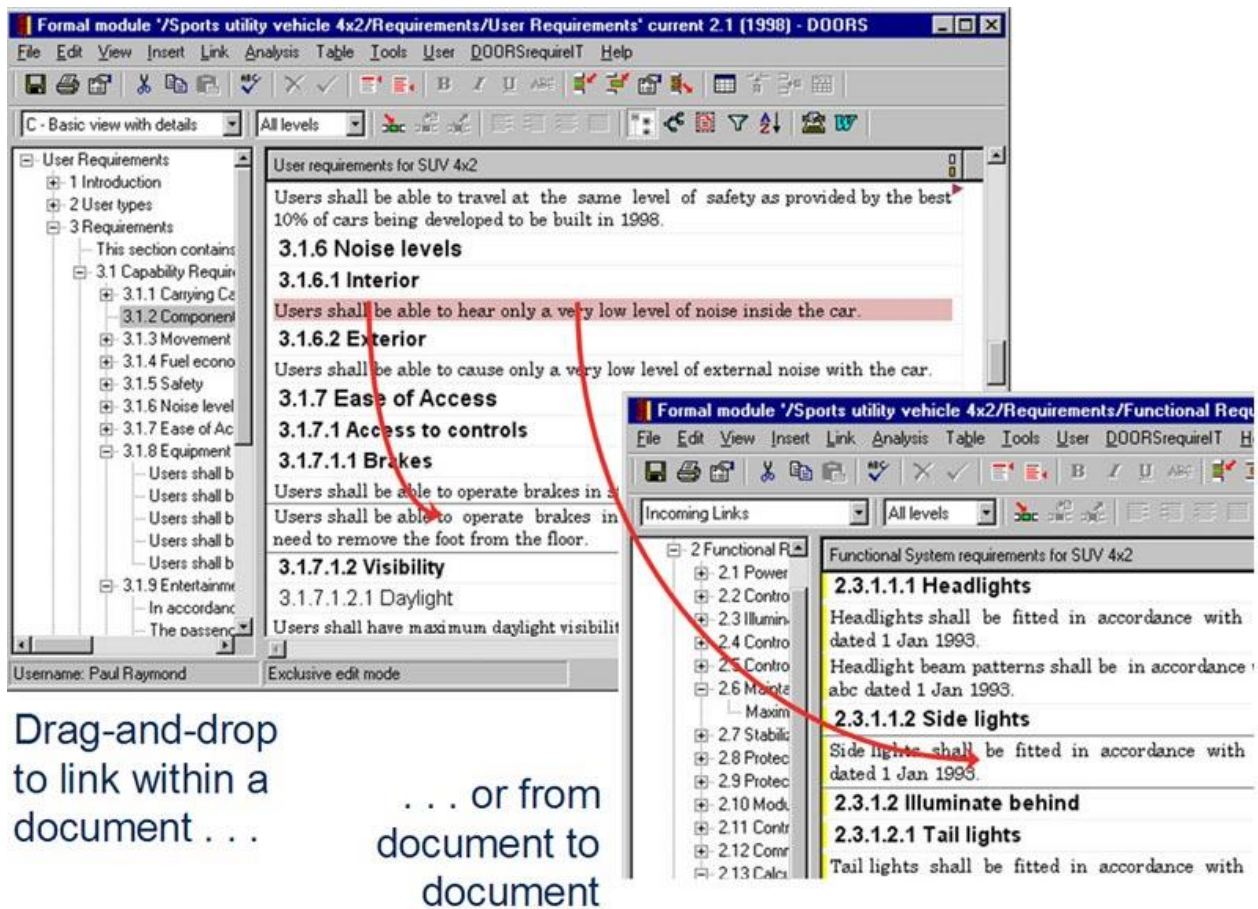 Formal module '/Sports utility vehicle 4x2/Requirements/User Requirements' current 2.1 (1998) - DOORS
File Edit View Insert Link Analysis Table Tools User DOORSrequireIT Help
C - Basic view with details All levels
User Requirements
1 Introduction
2 User types
3 Requirements
This section contains
3.1 Capability Require
3.1.1 Carrying Ca
3.1.2 Component
3.1.3 Movement
3.1.4 Fuel econo
3.1.5 Safety
3.1.6 Noise level
3.1.7 Ease of Ac
3.1.8 Equipment
Users shall b
Users shall b
Users shall b
Users shall b
Users shall b
3.1.9 Entertainme
In accordanc
The passenc
User requirements for SUV 4x2
Users shall be able to travel at the same level of safety as provided by the best
10% of cars being developed to be built in 1998.
3.1.6 Noise levels
3.1.6.1 Interior
Users shall be able to hear only a very low level of noise inside the car.
3.1.6.2 Exterior
Users shall be able to cause only a very low level of external noise with the car.
3.1.7 Ease of Access
3.1.7.1 Access to controls
3.1.7.1.1 Brakes
Users shall be able to operate brakes in s
Users shall be able to operate brakes in
need to remove the foot from the floor.
3.1.7.1.2 Visibility
3.1.7.1.2.1 Daylight
Users shall have maximum daylight visibilit
Username: Paul Raymond Exclusive edit mode
Formal module '/Sports utility vehicle 4x2/Requirements/Functional Requ
File Edit View Insert Link Analysis Table Tools User DOORSrequireIT H
Incoming Links All levels
2 Functional R
2.1 Power
2.2 Contro
2.3 Illumin
2.4 Contro
2.5 Contro
2.6 Mainta
Maxim
2.7 Stabiliz
2.8 Protec
2.9 Protec
2.10 Modu
2.11 Contr
2.12 Comr
2.13 Calcu
Functional System requirements for SUV 4x2
2.3.1.1.1 Headlights
Headlights shall be fitted in accordance with
dated 1 Jan 1993.
Headlight beam patterns shall be in accordance
abc dated 1 Jan 1993.
2.3.1.1.2 Side lights
Side lights shall be fitted in accordance with
dated 1 Jan 1993.
2.3.1.2 Illuminate behind
2.3.1.2.1 Tail lights
Tail lights shall be fitted in accordance with
Drag-and-drop
to link within a
document . . .
. . . or from
document to
document